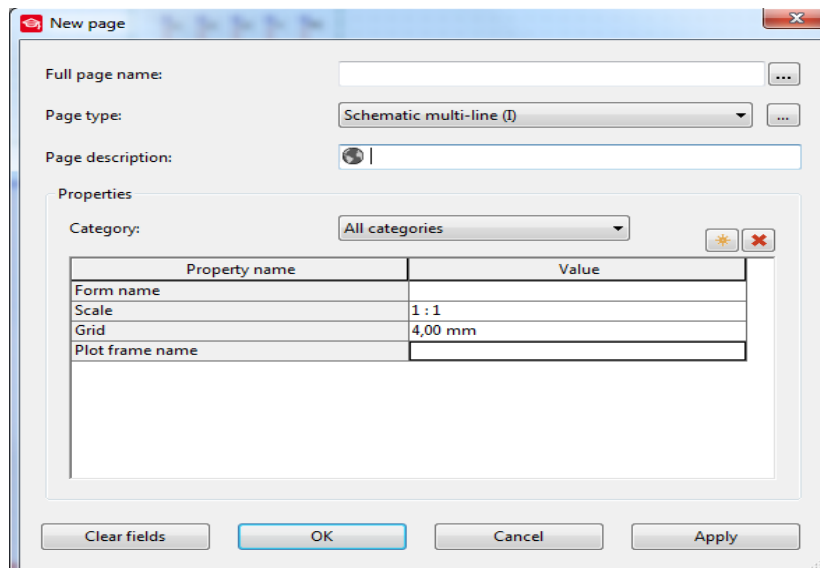 New page
Full page name:
...
Page type:
Schematic multi-line (I)
...
Page description:
Properties
Category:
All categories
Property name Value
Form name
Scale 1 : 1
Grid 4,00 mm
Plot frame name
Clear fields OK Cancel Apply